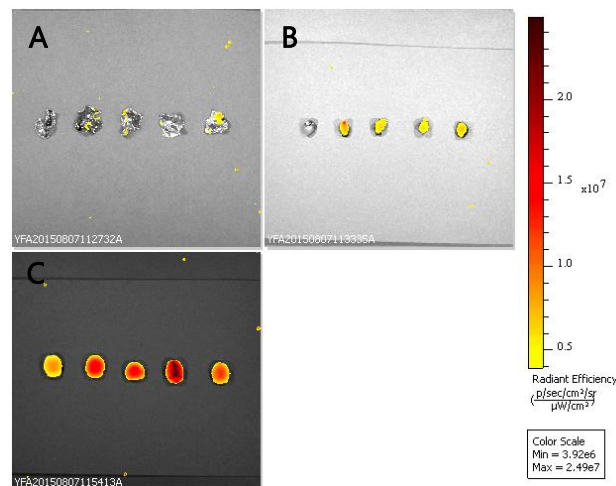 A
B
C
YFA20150807112732A
YFA20150807113335A
YFA20150807115413A
2.0
1.5
x10⁷
1.0
0.5
Radiant Efficiency
(p/sec/cm²/sr
µW/cm²)
Color Scale
Min = 3.92e6
Max = 2.49e7